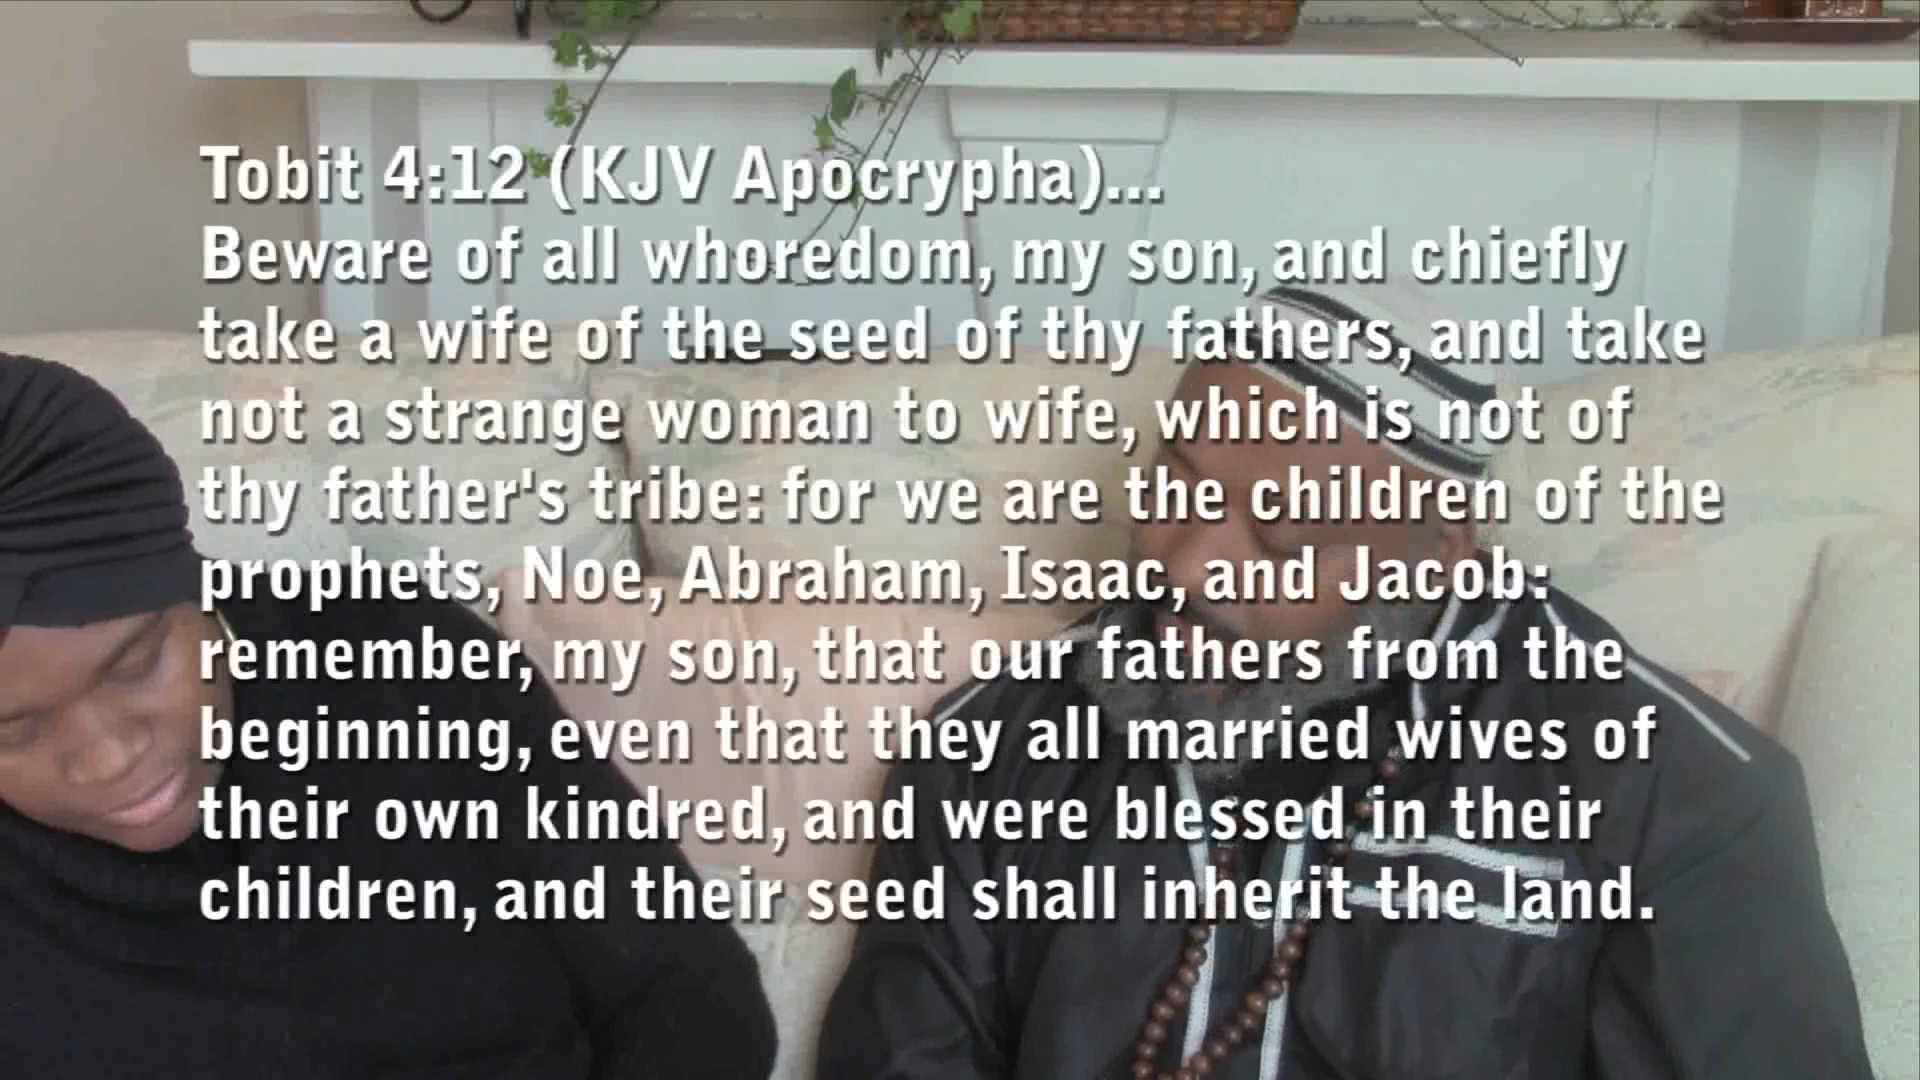 Tobit 4:12 (KJV Apocrypha)...
Beware of all whoredom, my son, and chiefly
take a wife of the seed of thy fathers, and take
not a strange woman to wife, which is not of
thy father's tribe: for we are the children of the
prophets, Noe, Abraham, Isaac, and Jacob:
remember, my son, that our fathers from the
beginning, even that they all married wives of
their own kindred, and were blessed in their
children, and their seed shall inherit the land.